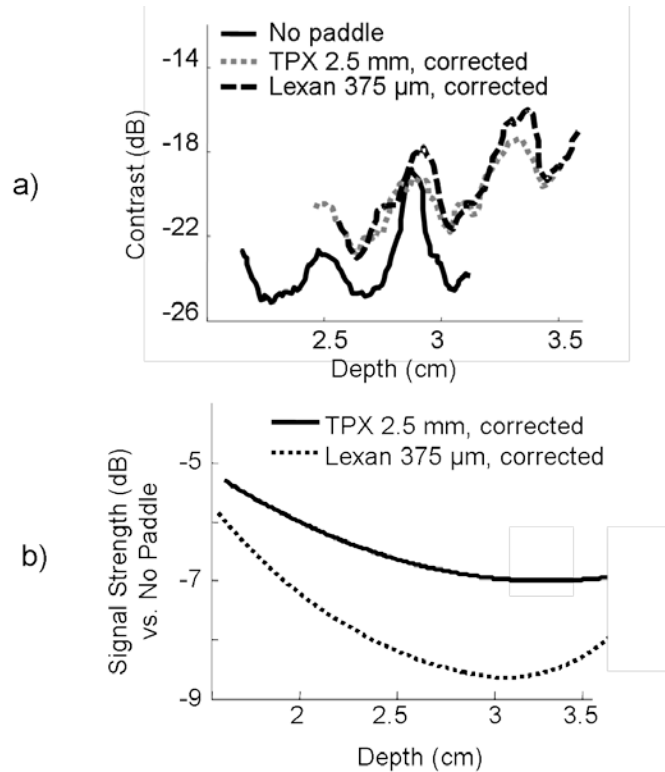 a)
No paddle
TPX 2.5 mm, corrected
Lexan 375 µm, corrected
Contrast (dB)
-14
-18
-22
-26
2.5 3 3.5
Depth (cm)
b)
TPX 2.5 mm, corrected
Lexan 375 µm, corrected
Signal Strength (dB)
vs. No Paddle
-5
-7
-9
2 2.5 3 3.5
Depth (cm)